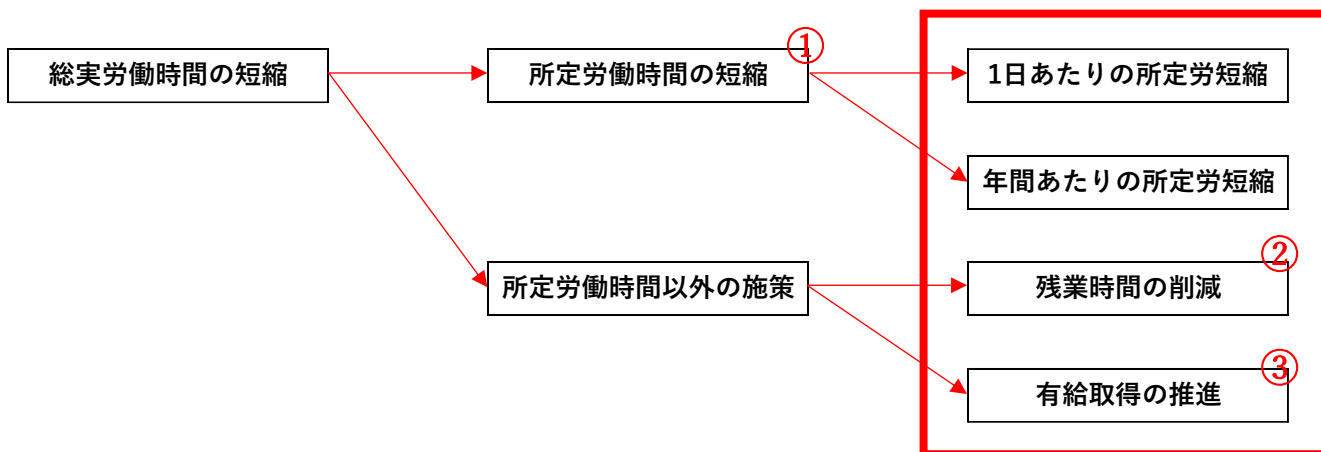 ①
総実労働時間の短縮
所定労働時間の短縮
1日あたりの所定労短縮
年間あたりの所定労短縮
②
所定労働時間以外の施策
残業時間の削減
③
有給取得の推進